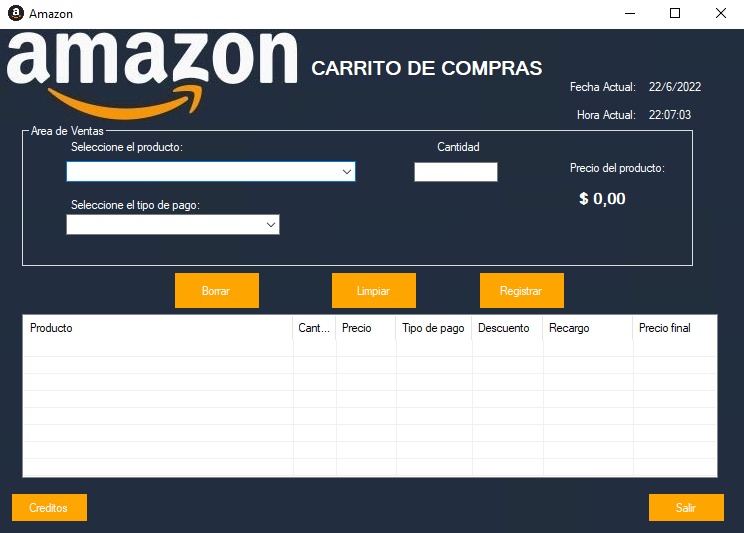 Amazon
amazon
CARRITO DE COMPRAS
Fecha Actual: 22/6/2022
Hora Actual: 22:07:03
Area de Ventas
Seleccione el producto:
Cantidad
Precio del producto:
$ 0,00
Seleccione el tipo de pago:
Borrar
Limpiar
Registrar
Producto Cant... Precio Tipo de pago Descuento Recargo Precio final
Creditos
Salir